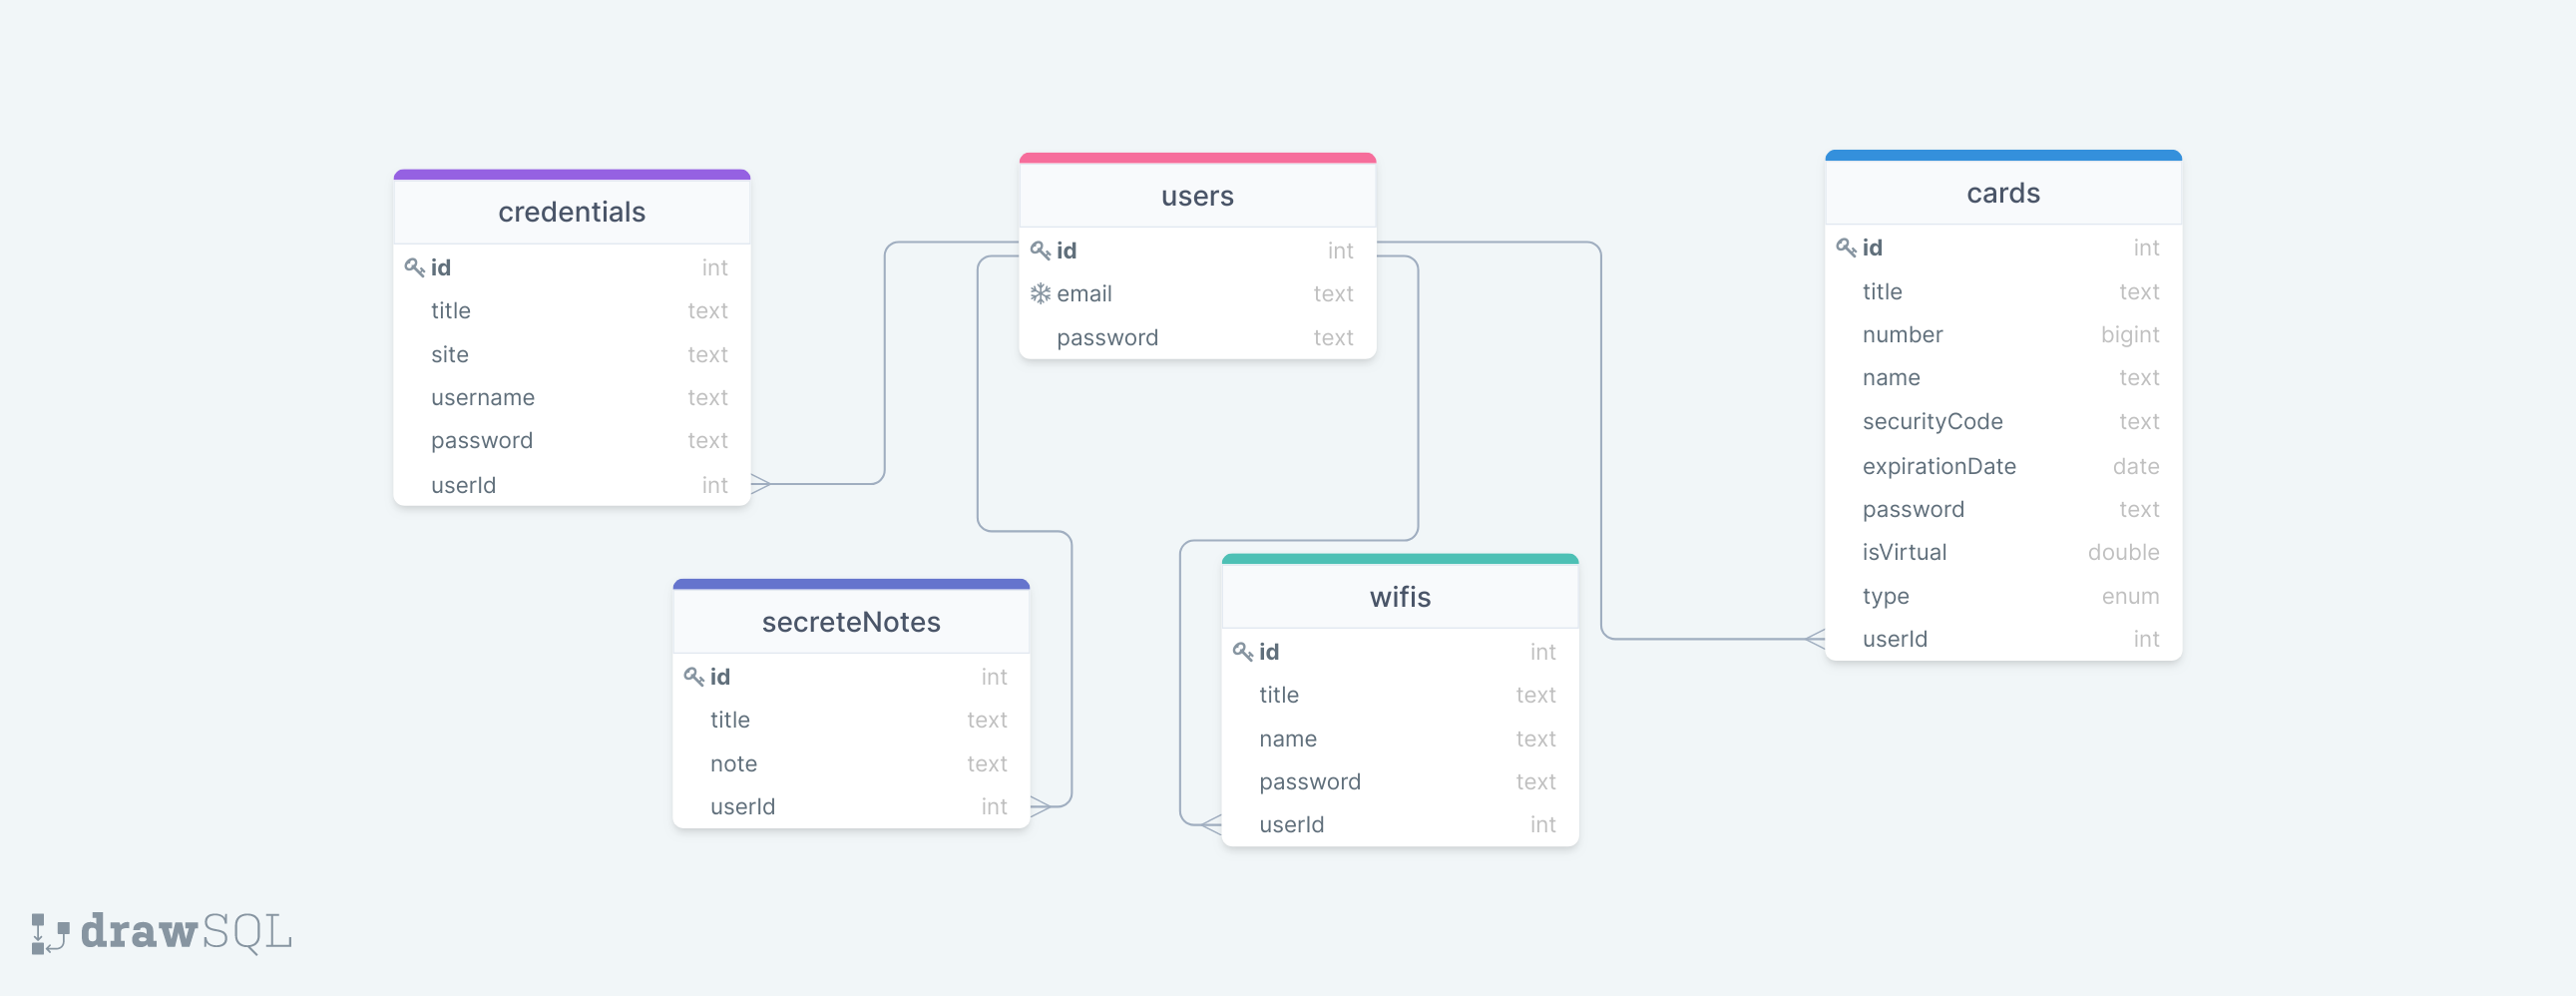 credentials
id int
title text
site text
username text
password text
userId int
users
id int
email text
password text
cards
id int
title text
number bigint
name text
securityCode text
expirationDate date
password text
isVirtual double
type enum
userId int
secreteNotes
id int
title text
note text
userId int
wifis
id int
title text
name text
password text
userId int
drawSQL